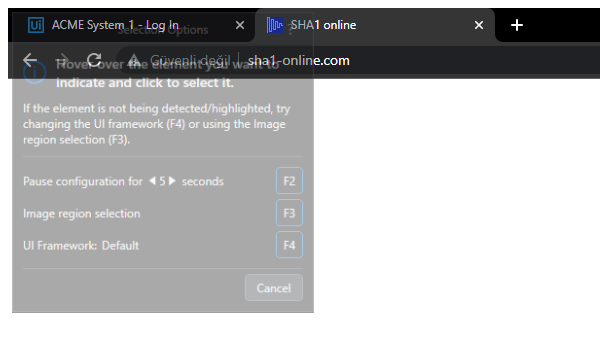 ACME System 1 - Log In
SHA1 online
Selection Options
Güvenli değil
sha1-online.com
Hover over the element you want to
indicate and click to select it.
If the element is not being detected/highlighted, try
changing the UI framework (F4) or using the Image
region selection (F3).
Pause configuration for 5 seconds
F2
Image region selection
F3
UI Framework: Default
F4
Cancel